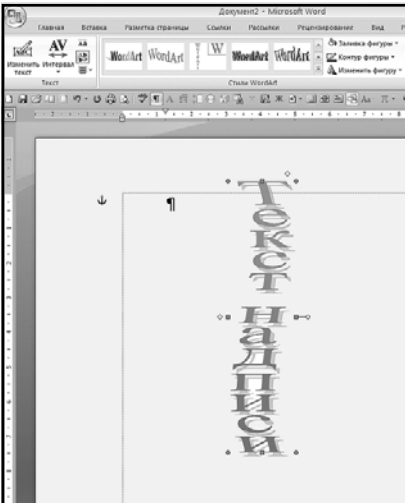 Документ2 - Microsoft Word
Главная Вставка Разметка страницы Ссылки Рассылки Рецензирование Вид
WordArt WordArt WordArt WordArt
Заливка фигуры
Контур фигуры
Изменить фигуру
Изменить текст
Интервал
Текст
Стили WordArt
Текст надписи